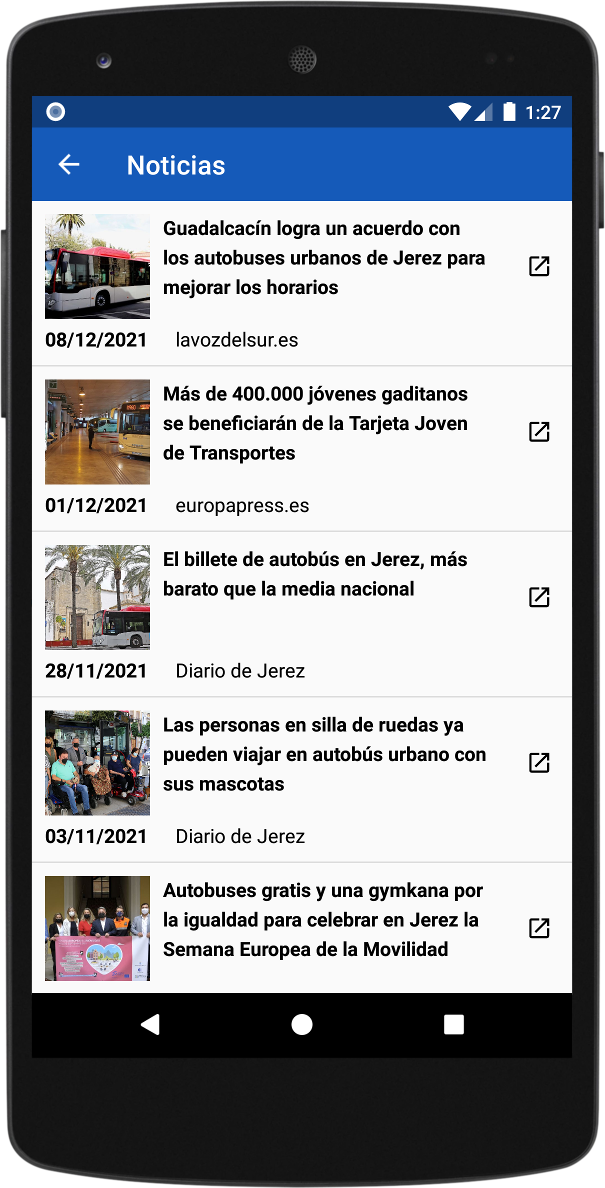 1:27
Noticias
Guadalcacín logra un acuerdo con
los autobuses urbanos de Jerez para
mejorar los horarios
08/12/2021 lavozdelsur.es
Más de 400.000 jóvenes gaditanos
se beneficiarán de la Tarjeta Joven
de Transportes
01/12/2021 europapress.es
El billete de autobús en Jerez, más
barato que la media nacional
28/11/2021 Diario de Jerez
Las personas en silla de ruedas ya
pueden viajar en autobús urbano con
sus mascotas
03/11/2021 Diario de Jerez
Autobuses gratis y una gymkana por
la igualdad para celebrar en Jerez la
Semana Europea de la Movilidad